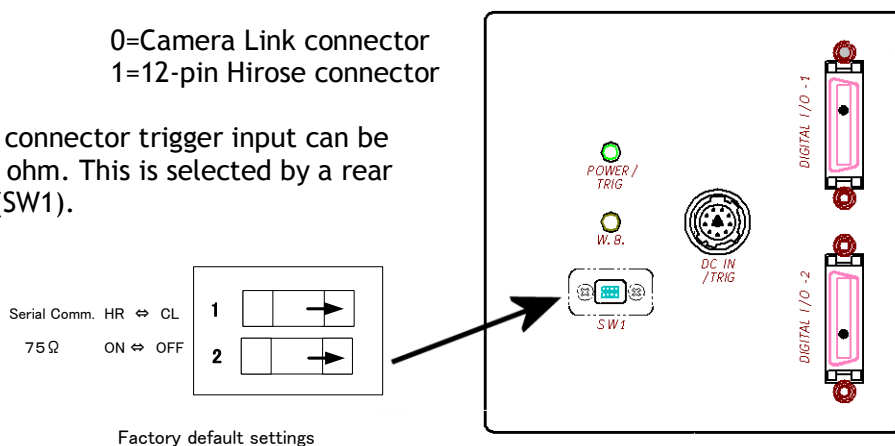 0=Camera Link connector
1=12-pin Hirose connector
connector trigger input can be
ohm. This is selected by a rear
(SW1).
Serial Comm. HR ⇔ CL
75Ω ON ⇔ OFF
1
2
Factory default settings
POWER /
TRIG
W. B.
SW1
DC IN
/TRIG
DIGITAL I/O -1
DIGITAL I/O -2